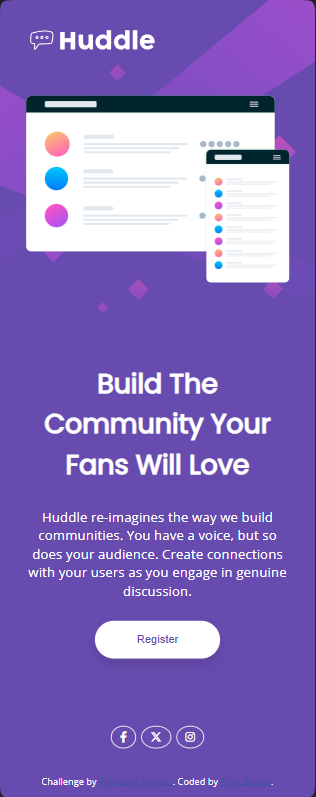 Huddle
Build The
Community Your
Fans Will Love
Huddle re-imagines the way we build
communities. You have a voice, but so
does your audience. Create connections
with your users as you engage in genuine
discussion.
Register
Challenge by Frontend Mentor. Coded by